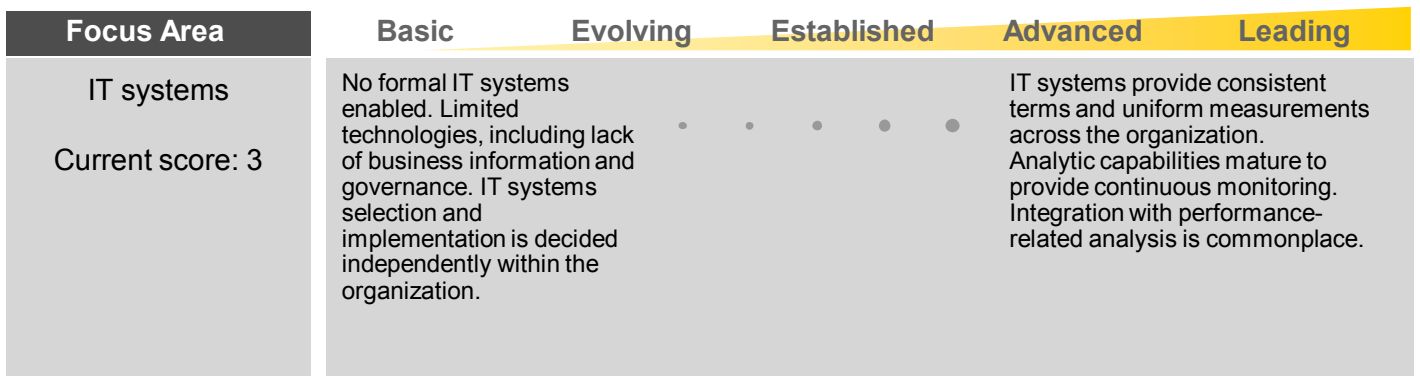 Focus Area
Basic Evolving Established Advanced Leading
IT systems
Current score: 3
No formal IT systems
enabled. Limited
technologies, including lack
of business information and
governance. IT systems
selection and
implementation is decided
independently within the
organization.
IT systems provide consistent
terms and uniform measurements
across the organization.
Analytic capabilities mature to
provide continuous monitoring.
Integration with performance-
related analysis is commonplace.